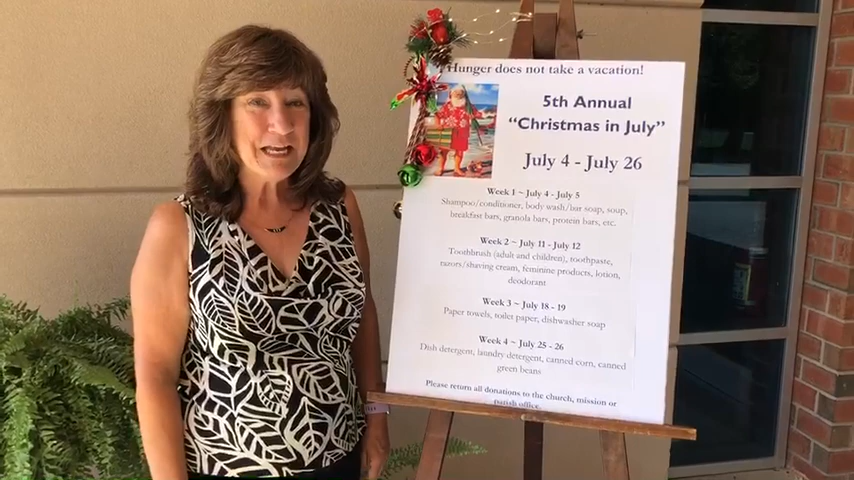 Hunger does not take a vacation!
5th Annual
“Christmas in July”
July 4 - July 26
Week 1 ~ July 4 - July 5
Shampoo/conditioner, body wash/bar soap, soup,
breakfast bars, granola bars, protein bars, etc.
Week 2 ~ July 11 - July 12
Toothbrush (adult and children), toothpaste,
razors/shaving cream, feminine products, lotion,
deodorant
Week 3 ~ July 18 - 19
Paper towels, toilet paper, dishwasher soap
Week 4 ~ July 25 - 26
Dish detergent, laundry detergent, canned corn, canned
green beans
Please return all donations to the church, mission or
parish office.